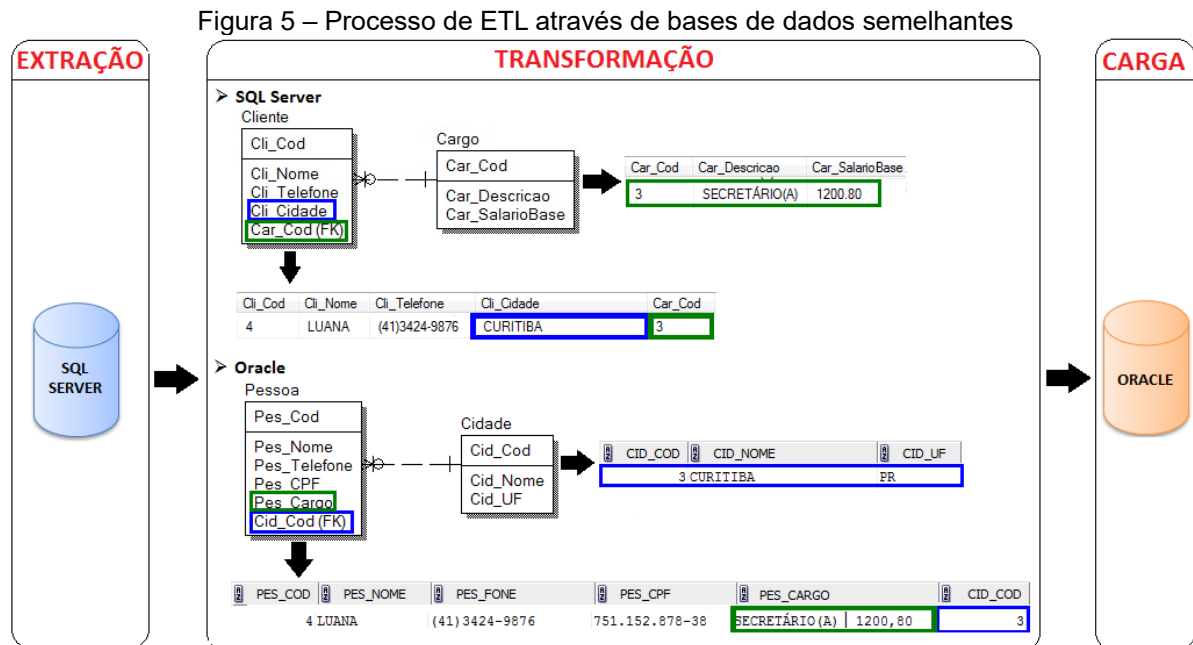 Figura 5 – Processo de ETL através de bases de dados semelhantes
EXTRAÇÃO
TRANSFORMAÇÃO
CARGA
➤ SQL Server
Cliente
Cli_Cod
Cli_Nome
Cli_Telefone
Cli_Cidade
Car_Cod (FK)
Cargo
Car_Cod
Car_Descricao
Car_SalarioBase
Car_Cod Car_Descricao Car_SalarioBase
3 SECRETÁRIO(A) 1200.80
Cli_Cod Cli_Nome Cli_Telefone Cli_Cidade Car_Cod
4 LUANA (41)3424-9876 CURITIBA 3
SQL
SERVER
ORACLE
➤ Oracle
Pessoa
Pes_Cod
Pes_Nome
Pes_Telefone
Pes_CPF
Pes_Cargo
Cid_Cod (FK)
Cidade
Cid_Cod
Cid_Nome
Cid_UF
CID_COD CID_NOME CID_UF
3 CURITIBA PR
PES_COD PES_NOME PES_FONE PES_CPF PES_CARGO CID_COD
4 LUANA (41)3424-9876 751.152.878-38 SECRETÁRIO(A) | 1200,80 3